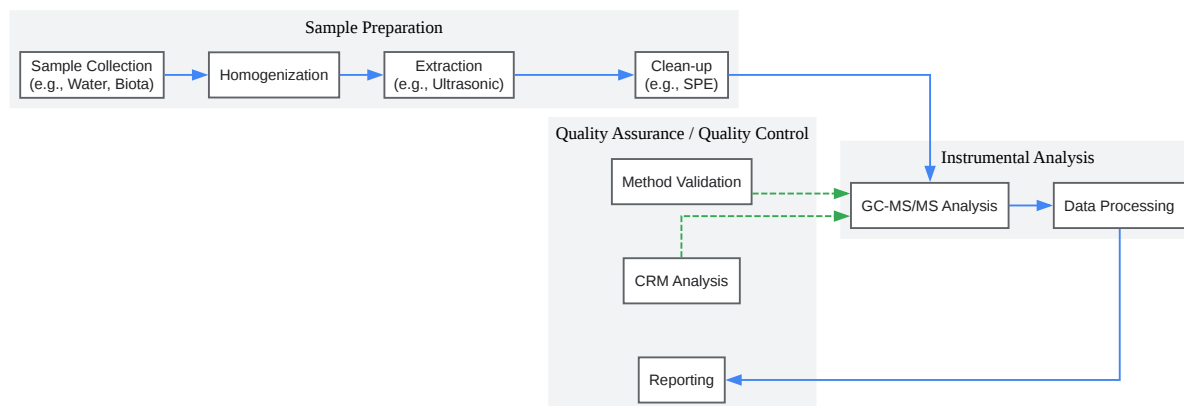 Sample Preparation
Sample Collection
(e.g., Water, Biota)
Homogenization
Extraction
(e.g., Ultrasonic)
Clean-up
(e.g., SPE)
Quality Assurance / Quality Control
Method Validation
CRM Analysis
Reporting
Instrumental Analysis
GC-MS/MS Analysis
Data Processing